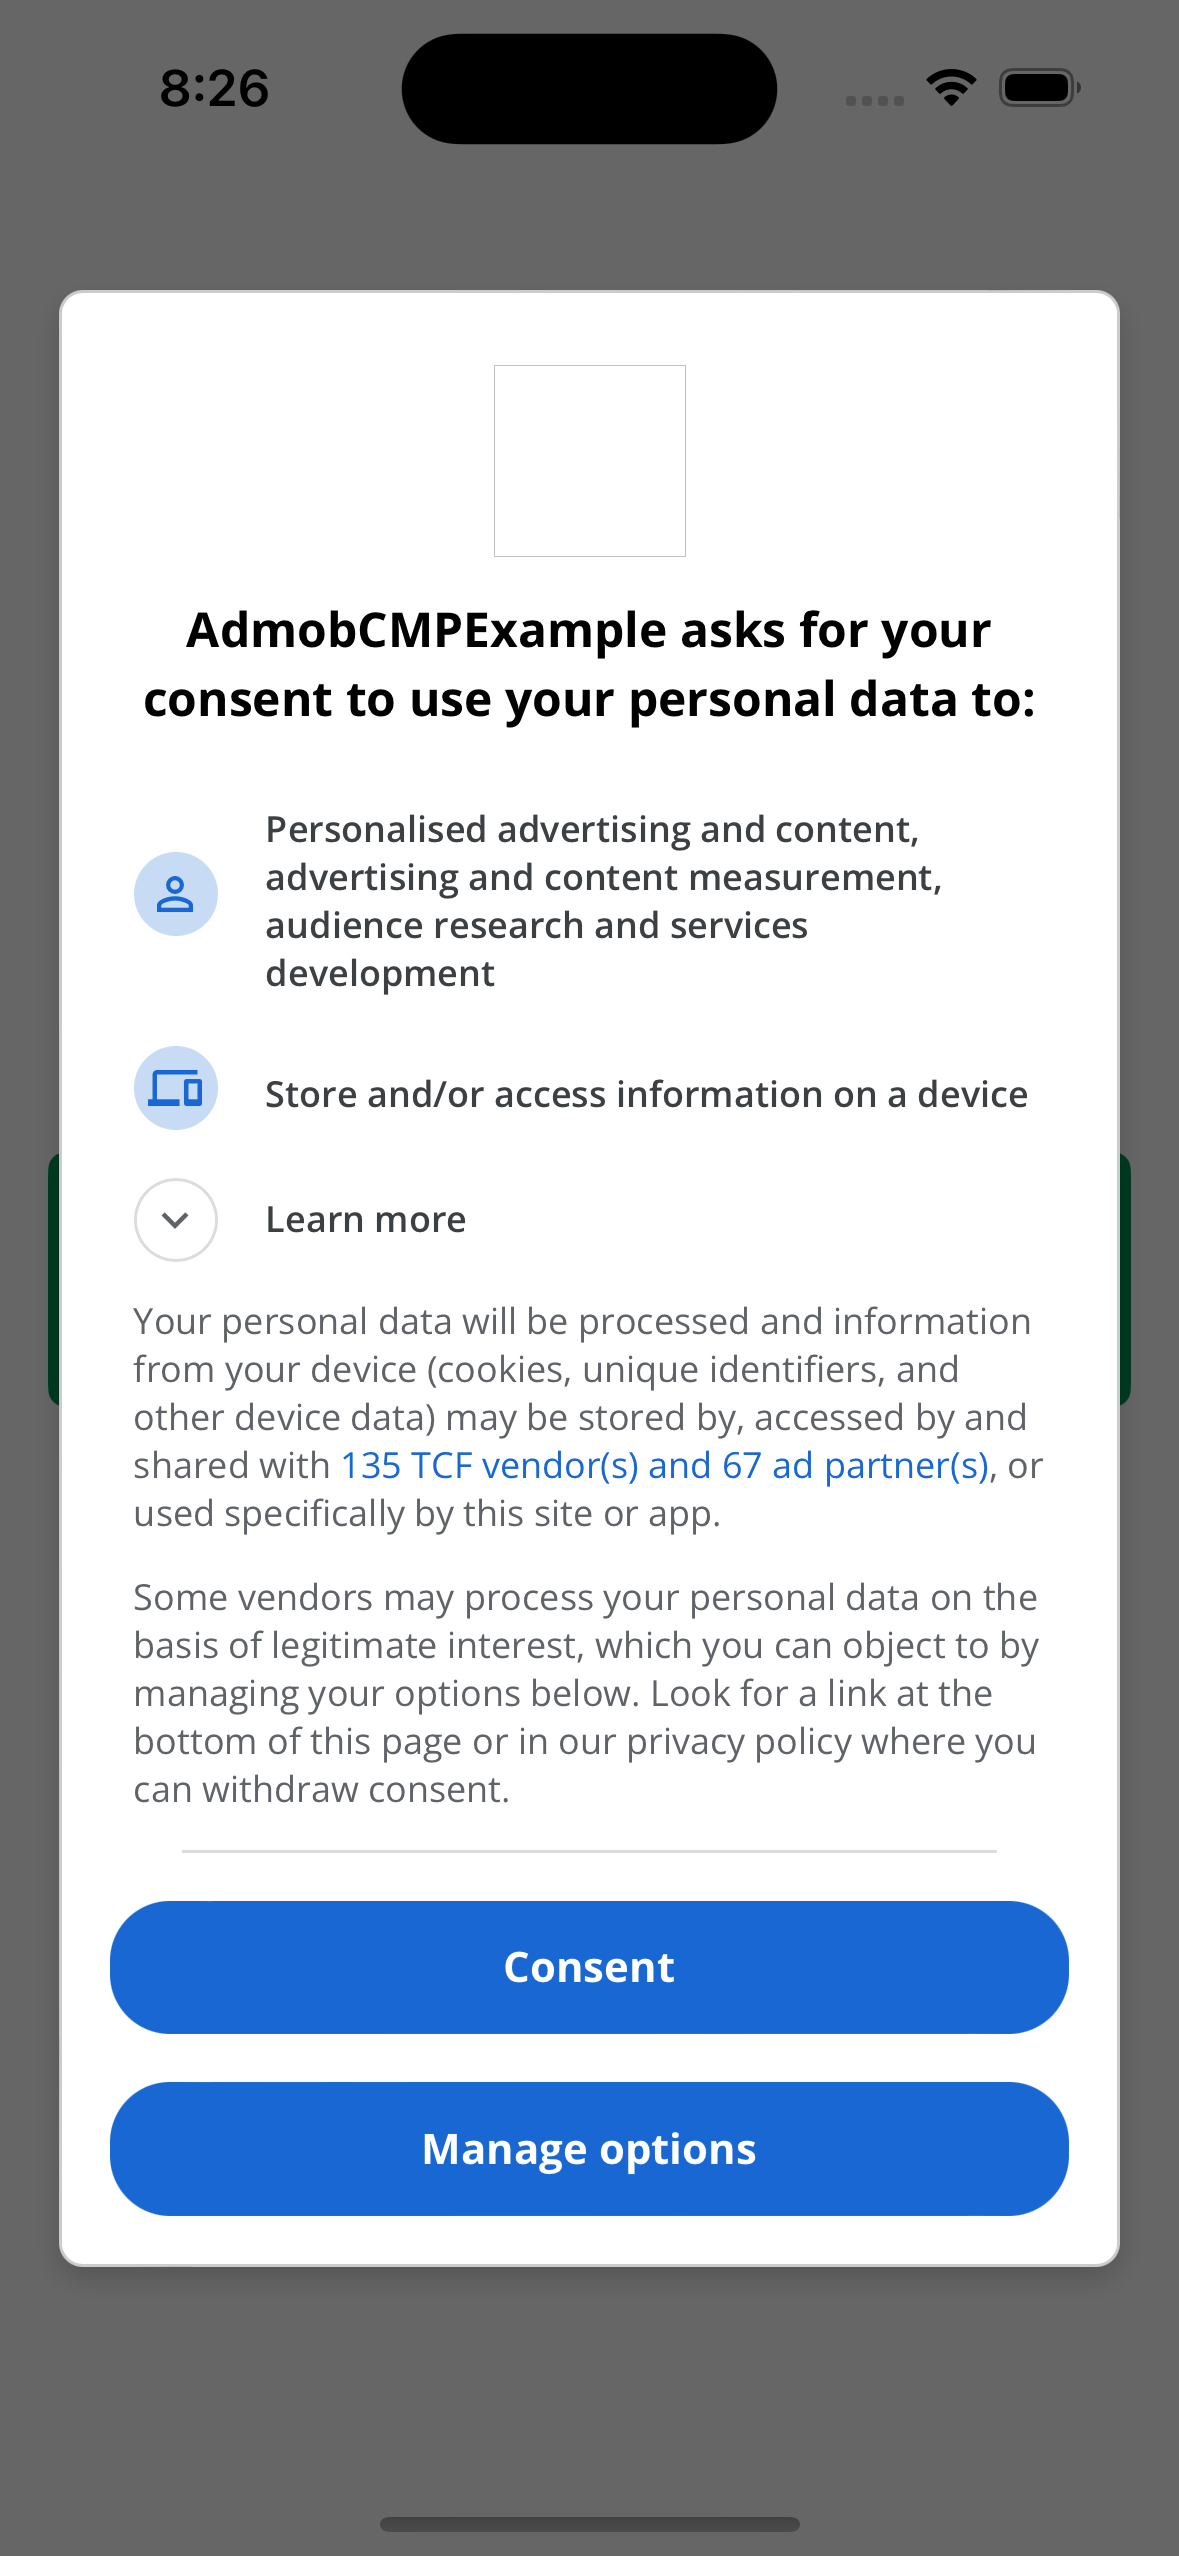 8:26
AdmobCMPExample asks for your
consent to use your personal data to:
Personalised advertising and content,
advertising and content measurement,
audience research and services
development
Store and/or access information on a device
Learn more
Your personal data will be processed and information
from your device (cookies, unique identifiers, and
other device data) may be stored by, accessed by and
shared with 135 TCF vendor(s) and 67 ad partner(s), or
used specifically by this site or app.
Some vendors may process your personal data on the
basis of legitimate interest, which you can object to by
managing your options below. Look for a link at the
bottom of this page or in our privacy policy where you
can withdraw consent.
Consent
Manage options